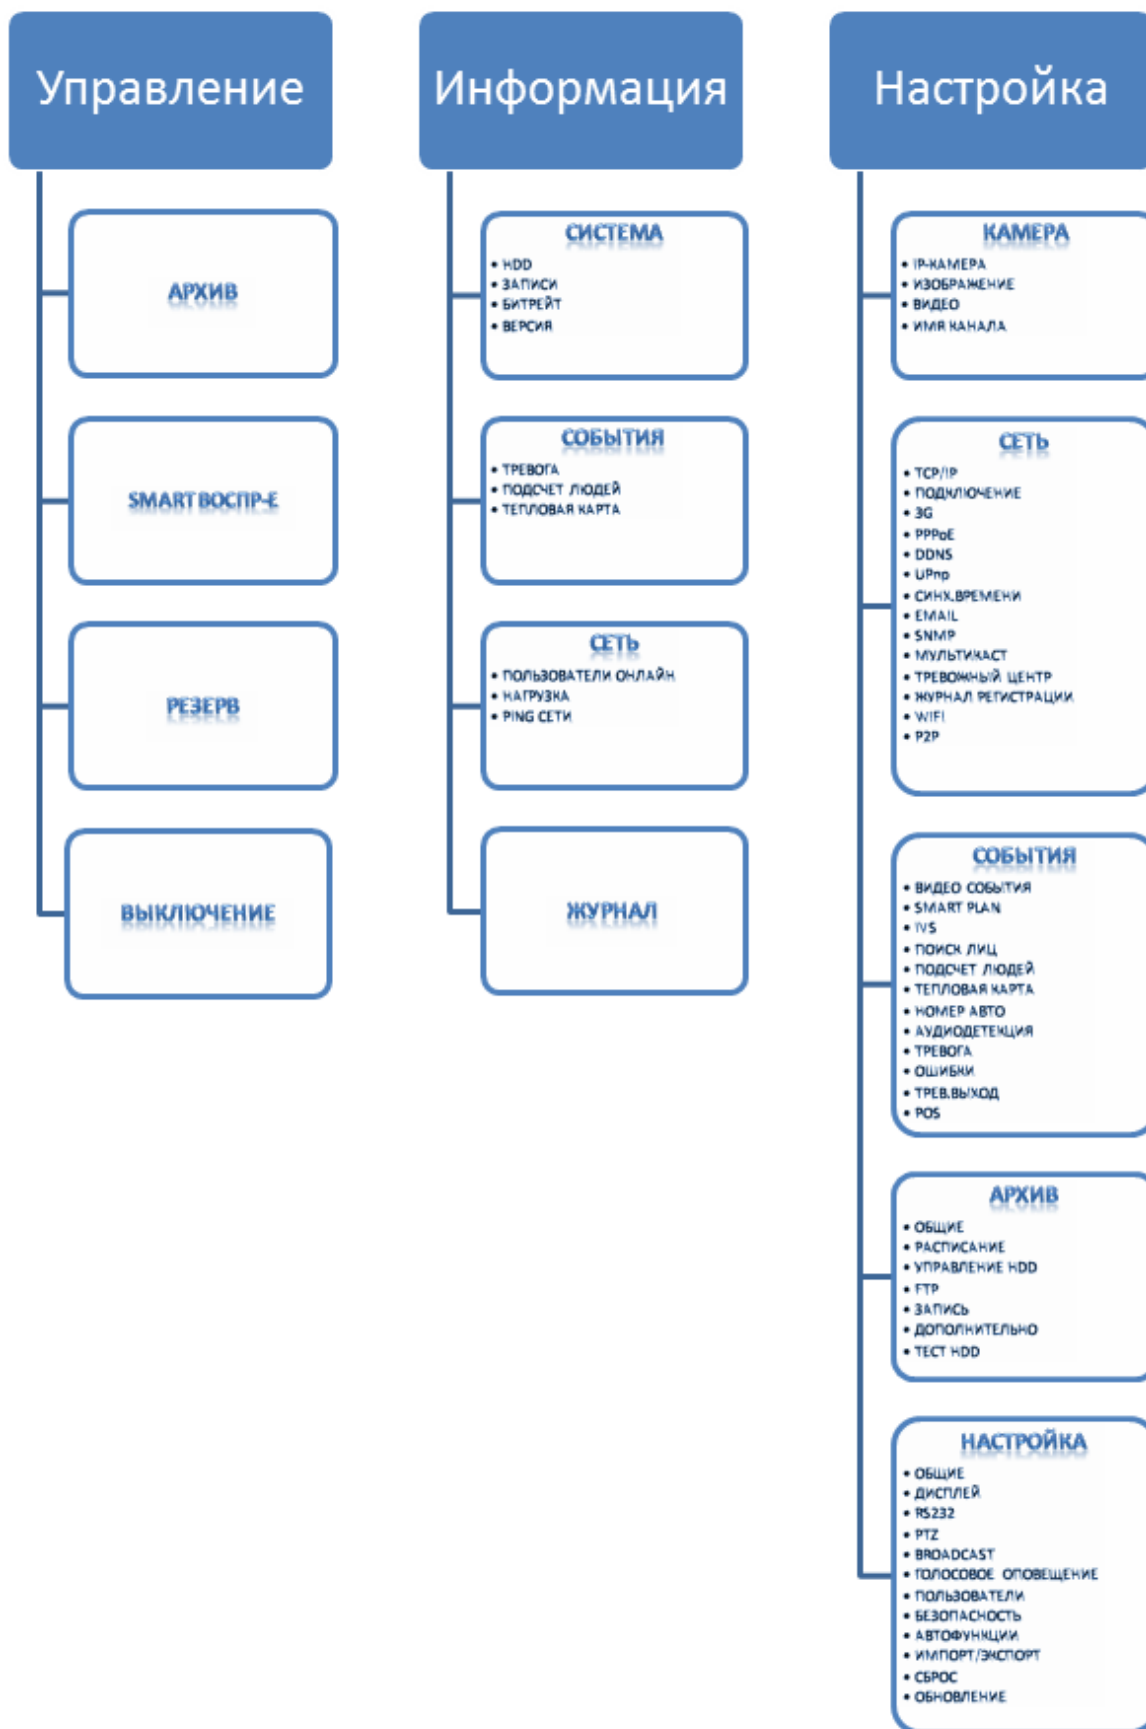 Управление
АРХИВ
SMART ВОСПР-Е
РЕЗЕРВ
ВЫКЛЮЧЕНИЕ
Информация
СИСТЕМА
• HDD
• ЗАПИСИ
• БИТРЕЙТ
• ВЕРСИЯ
СОБЫТИЯ
• ТРЕВОГА
• ПОДСЧЕТ ЛЮДЕЙ
• ТЕПЛОВАЯ КАРТА
СЕТЬ
• ПОЛЬЗОВАТЕЛИ ОНЛАЙН
• НАГРУЗКА
• PING СЕТИ
ЖУРНАЛ
Настройка
КАМЕРА
• IP-КАМЕРА
• ИЗОБРАЖЕНИЕ
• ВИДЕО
• ИМЯ КАНАЛА
СЕТЬ
• TCP/IP
• ПОДКЛЮЧЕНИЕ
• 3G
• PPPoE
• DDNS
• UPnp
• СИНХ.ВРЕМЕНИ
• EMAIL
• SNMP
• МУЛЬТИКАСТ
• ТРЕВОЖНЫЙ ЦЕНТР
• ЖУРНАЛ РЕГИСТРАЦИИ
• WIFI
• P2P
СОБЫТИЯ
• ВИДЕО СОБЫТИЯ
• SMART PLAN
• IVS
• ПОИСК ЛИЦ
• ПОДСЧЕТ ЛЮДЕЙ
• ТЕПЛОВАЯ КАРТА
• НОМЕР АВТО
• АУДИОДЕТЕКЦИЯ
• ТРЕВОГА
• ОШИБКИ
• ТРЕВ.ВЫХОД
• POS
АРХИВ
• ОБЩИЕ
• РАСПИСАНИЕ
• УПРАВЛЕНИЕ HDD
• FTP
• ЗАПИСЬ
• ДОПОЛНИТЕЛЬНО
• ТЕСТ HDD
НАСТРОЙКА
• ОБЩИЕ
• ДИСПЛЕЙ
• RS232
• PTZ
• BROADCAST
• ГОЛОСОВОЕ ОПОВЕЩЕНИЕ
• ПОЛЬЗОВАТЕЛИ
• БЕЗОПАСНОСТЬ
• АВТОФУНКЦИИ
• ИМПОРТ/ЭКСПОРТ
• СБРОС
• ОБНОВЛЕНИЕ